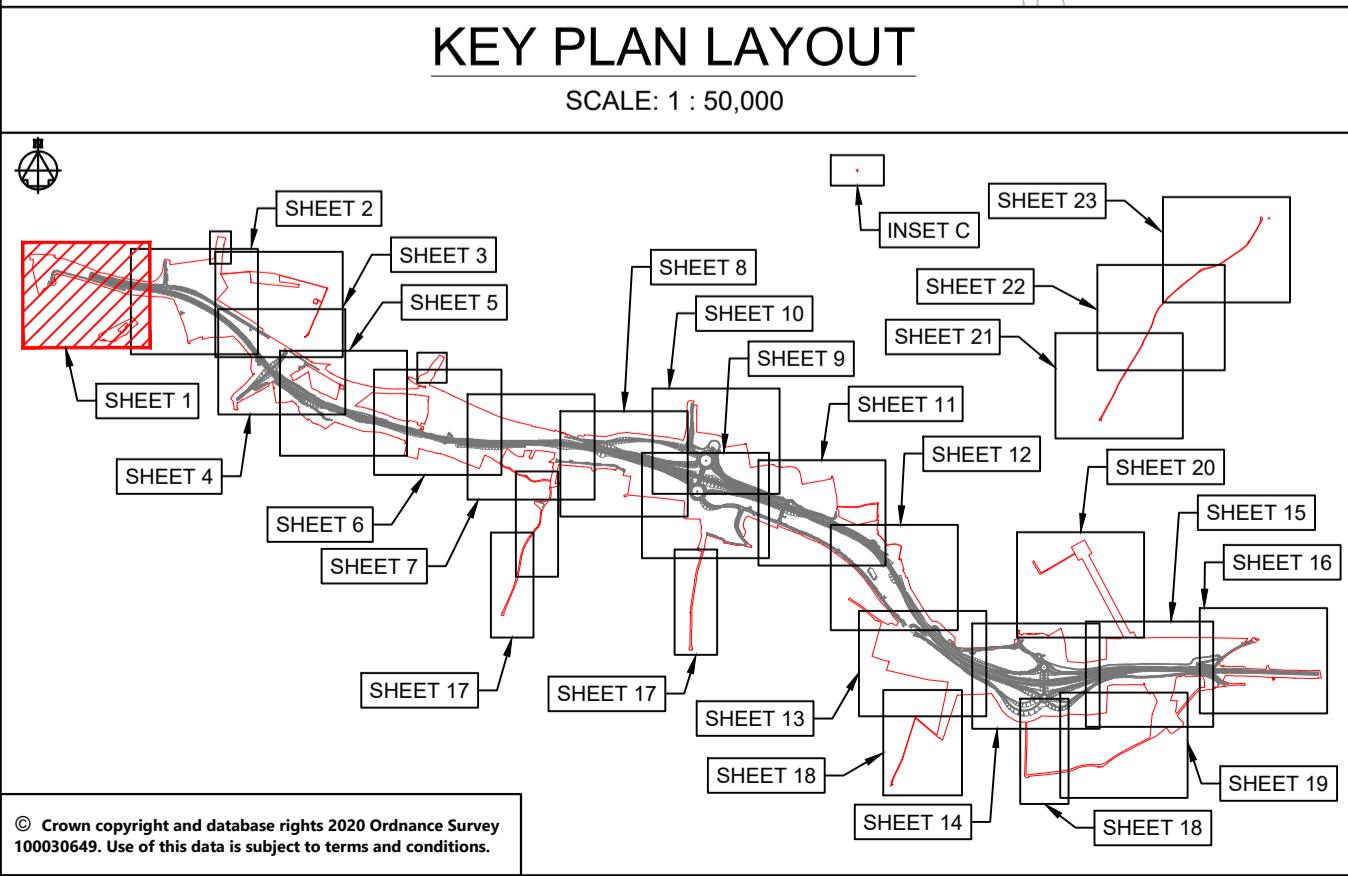 KEY PLAN LAYOUT
SCALE: 1 : 50,000
N
SHEET 2
SHEET 3
SHEET 5
SHEET 1
SHEET 4
SHEET 6
SHEET 7
SHEET 17
SHEET 8
SHEET 10
SHEET 9
SHEET 11
SHEET 12
SHEET 17
SHEET 13
SHEET 18
SHEET 14
INSET C
SHEET 23
SHEET 22
SHEET 21
SHEET 20
SHEET 15
SHEET 16
SHEET 19
SHEET 18
© Crown copyright and database rights 2020 Ordnance Survey
100030649. Use of this data is subject to terms and conditions.